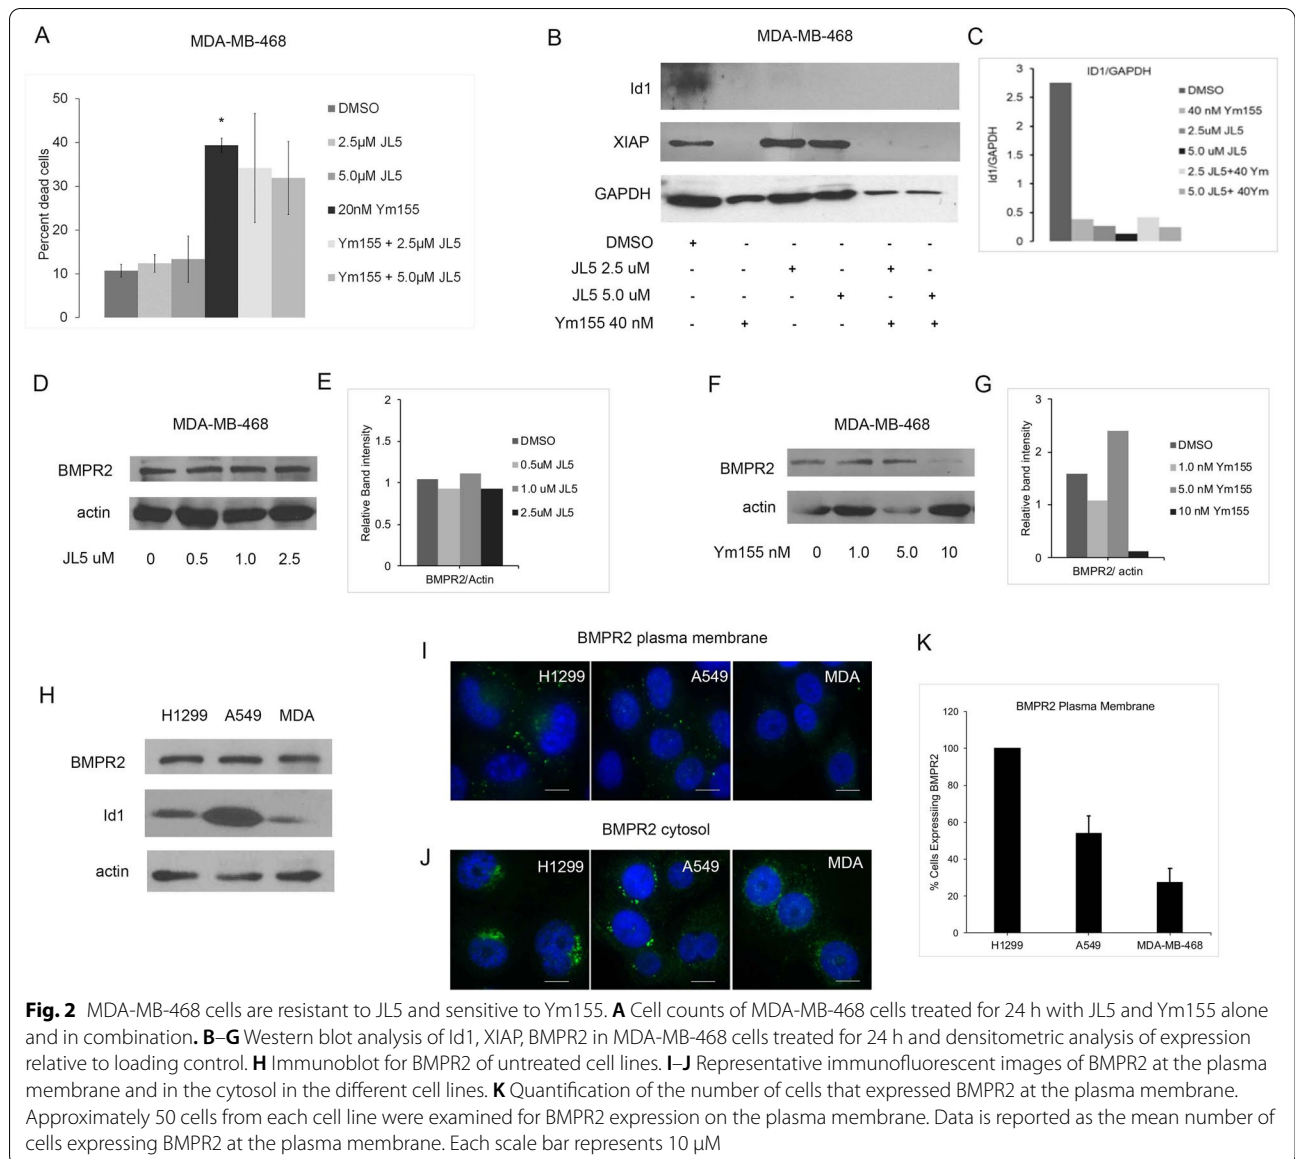 A
MDA-MB-468
Percent dead cells
50
40
30
20
10
0
*
DMSO
2.5µM JL5
5.0µM JL5
20nM Ym155
Ym155 + 2.5µM JL5
Ym155 + 5.0µM JL5
B
MDA-MB-468
Id1
XIAP
GAPDH
DMSO + - - - - -
JL5 2.5 uM - - + - + -
JL5 5.0 uM - - - + - +
Ym155 40 nM - + - - + +
C
ID1/GAPDH
Id1/GAPDH
3
2.5
2
1.5
1
0.5
0
DMSO
40 nM Ym155
2.5uM JL5
5.0 uM JL5
2.5 JL5+40 Ym
5.0 JL5+ 40Ym
D
MDA-MB-468
BMPR2
actin
JL5 uM 0 0.5 1.0 2.5
E
Relative Band intensity
2
1.5
1
0.5
0
BMPR2/Actin
DMSO
0.5uM JL5
1.0 uM JL5
2.5uM JL5
F
MDA-MB-468
BMPR2
actin
Ym155 nM 0 1.0 5.0 10
G
Relative band intensity
3
2
1
0
BMPR2/ actin
DMSO
1.0 nM Ym155
5.0 nM Ym155
10 nM Ym155
H
H1299 A549 MDA
BMPR2
Id1
actin
I
BMPR2 plasma membrane
H1299 A549 MDA
BMPR2 cytosol
J
H1299 A549 MDA
K
BMPR2 Plasma Membrane
% Cells Expressiing BMPR2
120
100
80
60
40
20
0
H1299 A549 MDA-MB-468
Fig. 2 MDA-MB-468 cells are resistant to JL5 and sensitive to Ym155. A Cell counts of MDA-MB-468 cells treated for 24 h with JL5 and Ym155 alone
and in combination. B–G Western blot analysis of Id1, XIAP, BMPR2 in MDA-MB-468 cells treated for 24 h and densitometric analysis of expression
relative to loading control. H Immunoblot for BMPR2 of untreated cell lines. I–J Representative immunofluorescent images of BMPR2 at the plasma
membrane and in the cytosol in the different cell lines. K Quantification of the number of cells that expressed BMPR2 at the plasma membrane.
Approximately 50 cells from each cell line were examined for BMPR2 expression on the plasma membrane. Data is reported as the mean number of
cells expressing BMPR2 at the plasma membrane. Each scale bar represents 10 µM